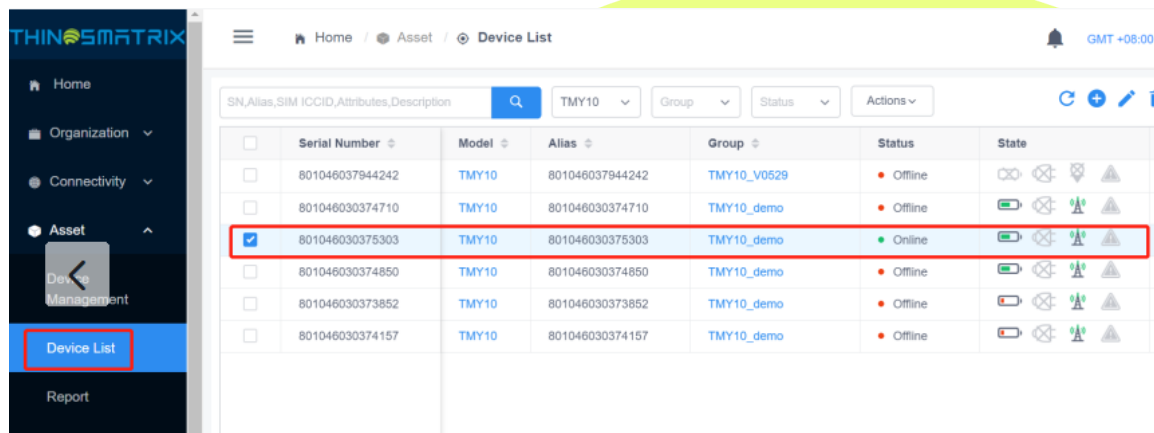 THINGSMATRIX
Home / Asset / Device List
GMT +08:00
Home
Organization
Connectivity
Asset
Device Management
Device List
Report
SN,Alias,SIM ICCID,Attributes,Description
TMY10
Group
Status
Actions
Serial Number Model Alias Group Status State
801046037944242 TMY10 801046037944242 TMY10_V0529 Offline
801046030374710 TMY10 801046030374710 TMY10_demo Offline
801046030375303 TMY10 801046030375303 TMY10_demo Online
801046030374850 TMY10 801046030374850 TMY10_demo Offline
801046030373852 TMY10 801046030373852 TMY10_demo Offline
801046030374157 TMY10 801046030374157 TMY10_demo Offline